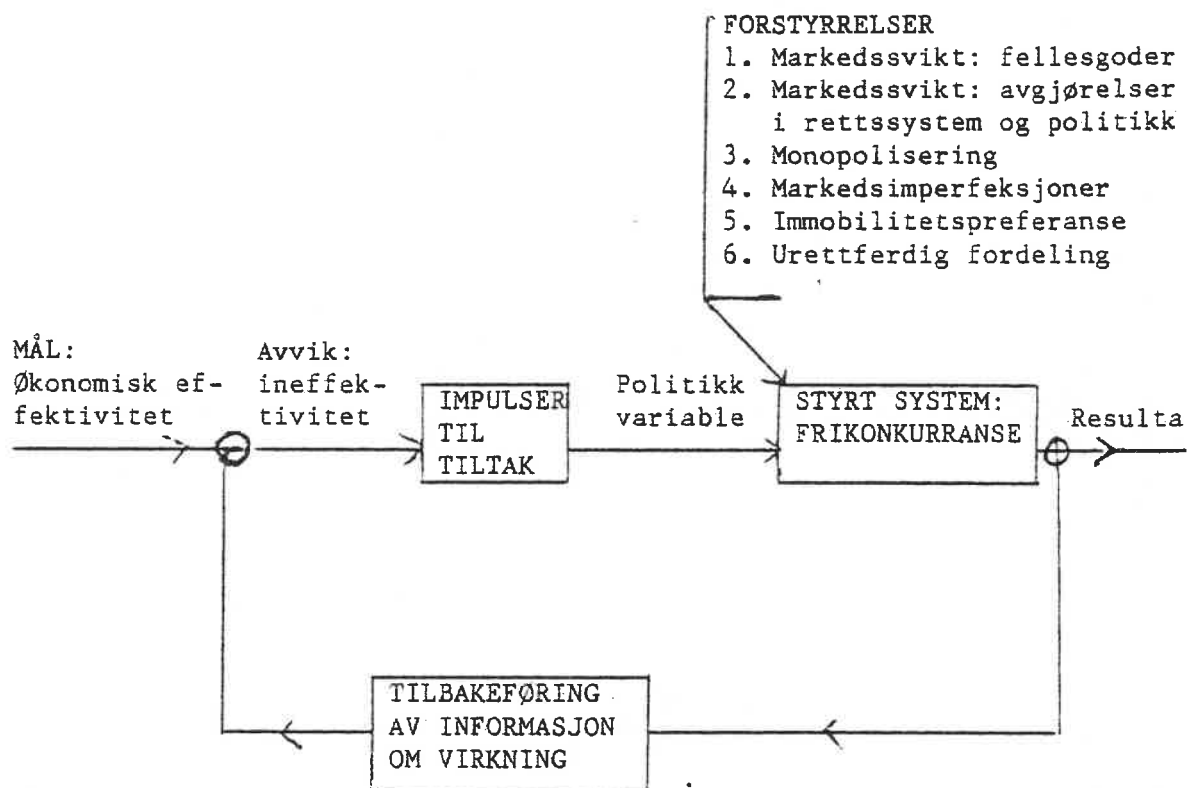 FORSTYRRELSER
1. Markedssvikt: fellesgoder
2. Markedssvikt: avgjørelser
i rettssystem og politikk
3. Monopolisering
4. Markedsimperfeksjoner
5. Immobilitetspreferanse
6. Urettferdig fordeling
MÅL:
Økonomisk ef-
fektivitet
Avvik:
ineffek-
tivitet
IMPULSER
TIL
TILTAK
Politikk
variable
STYRT SYSTEM:
FRIKONKURRANSE
Resulta
TILBAKEFØRING
AV INFORMASJON
OM VIRKNING